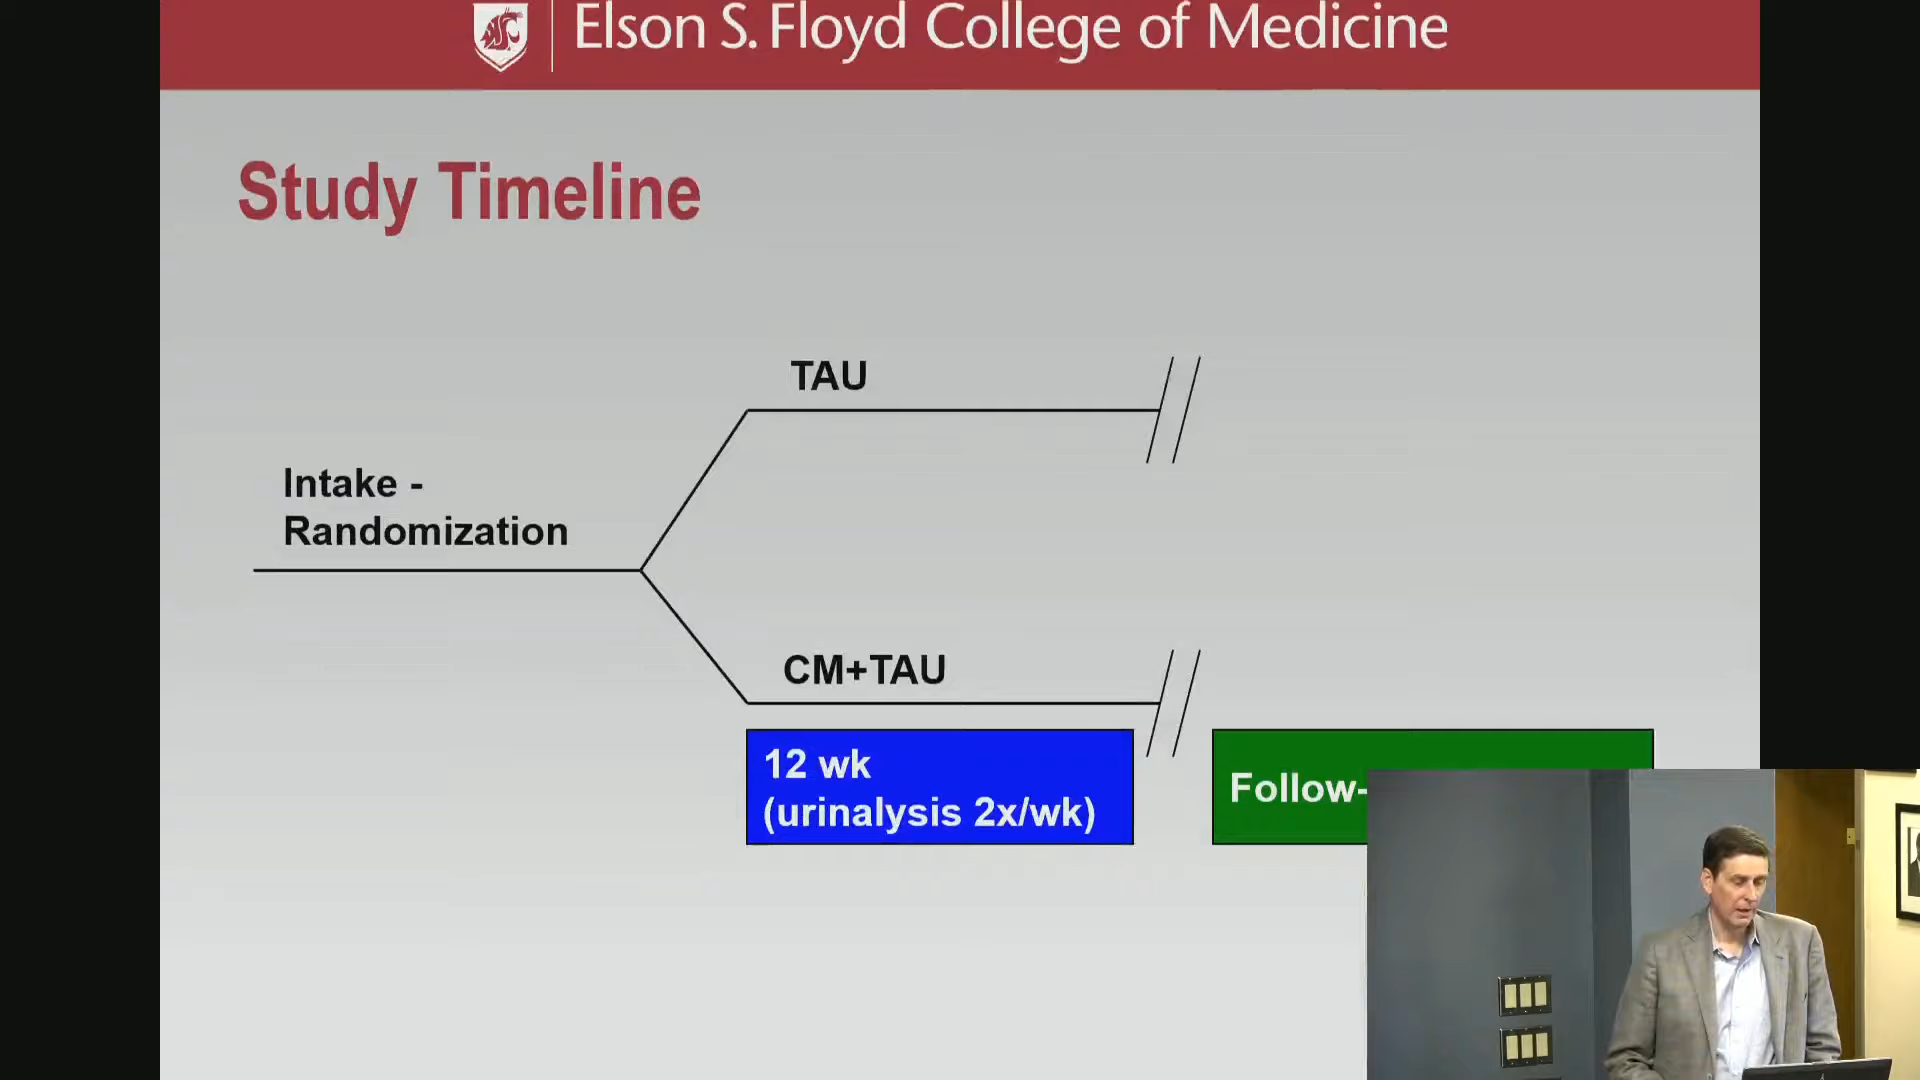 Elson S. Floyd College of Medicine
Study Timeline
TAU
Intake -
Randomization
CM+TAU
12 wk
(urinalysis 2x/wk)
Follow-